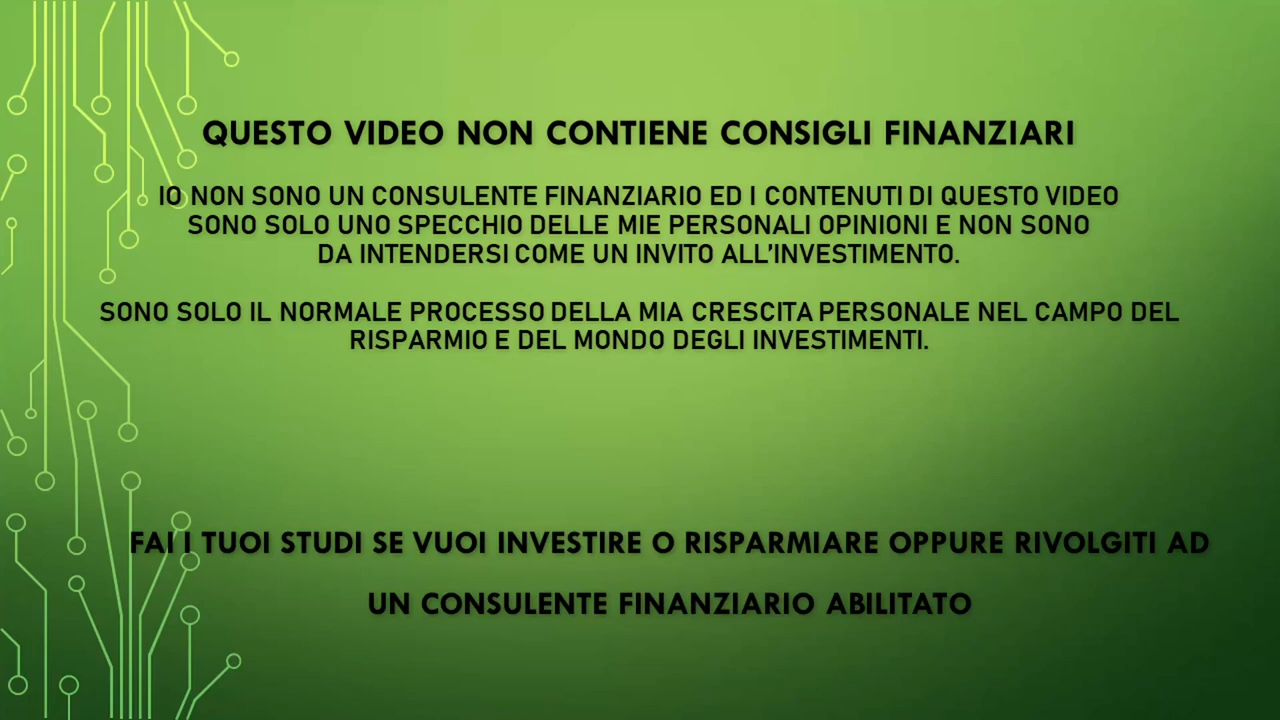 QUESTO VIDEO NON CONTIENE CONSIGLI FINANZIARI
IO NON SONO UN CONSULENTE FINANZIARIO ED I CONTENUTI DI QUESTO VIDEO
SONO SOLO UNO SPECCHIO DELLE MIE PERSONALI OPINIONI E NON SONO
DA INTENDERSI COME UN INVITO ALL'INVESTIMENTO.
SONO SOLO IL NORMALE PROCESSO DELLA MIA CRESCITA PERSONALE NEL CAMPO DEL
RISPARMIO E DEL MONDO DEGLI INVESTIMENTI.
FAI I TUOI STUDI SE VUOI INVESTIRE O RISPARMIARE OPPURE RIVOLGITI AD
UN CONSULENTE FINANZIARIO ABILITATO